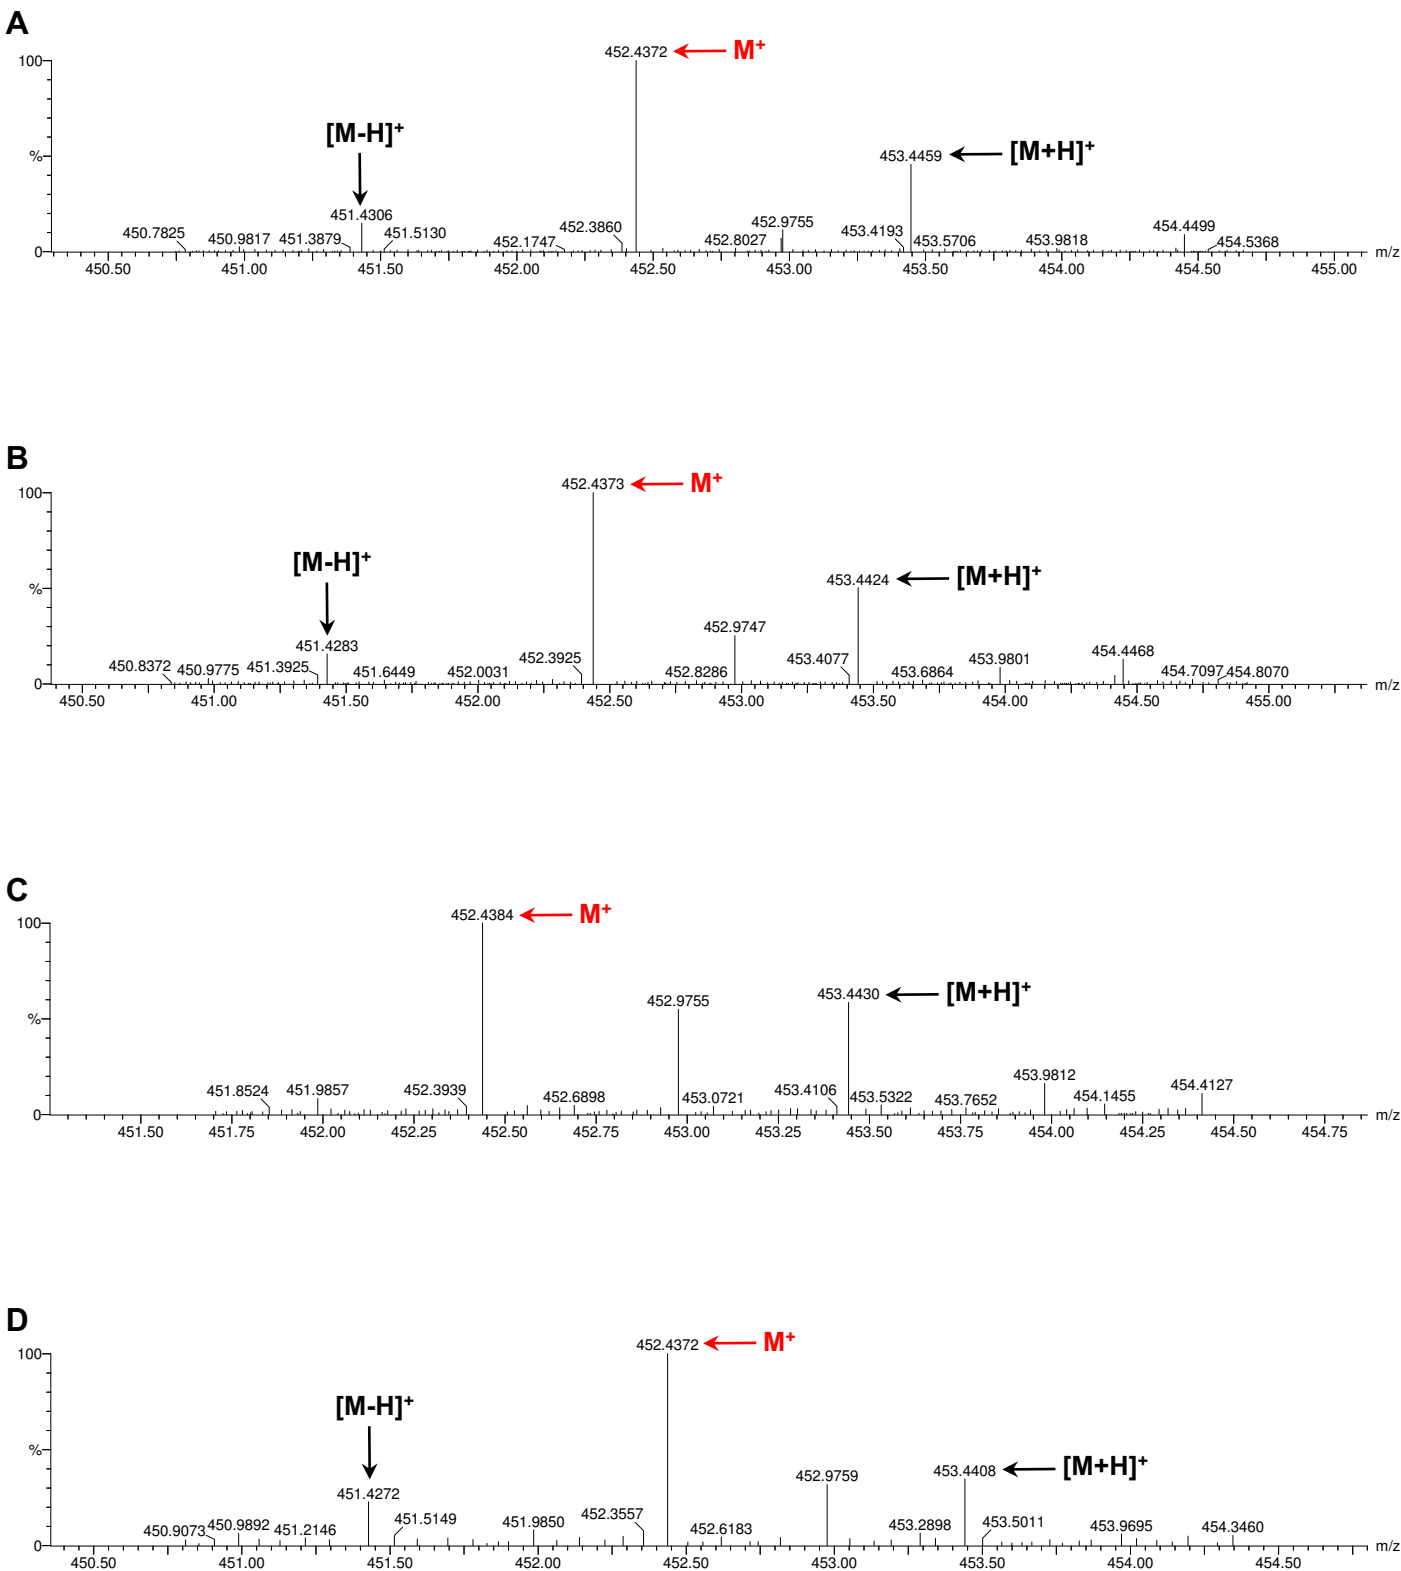 A
452.4372 M⁺
100
[M-H]⁺
[M+H]⁺
%
453.4459
451.4306
450.7825 450.9817 451.3879 451.5130 452.1747 452.3860 452.8027 452.9755 453.4193 453.5706 453.9818 454.4499 454.5368
0
m/z
450.50 451.00 451.50 452.00 452.50 453.00 453.50 454.00 454.50 455.00
B
452.4373 M⁺
100
[M-H]⁺
[M+H]⁺
%
453.4424
451.4283
450.8372 450.9775 451.3925 451.6449 452.0031 452.3925 452.8286 452.9747 453.4077 453.6864 453.9801 454.4468 454.7097 454.8070
0
m/z
450.50 451.00 451.50 452.00 452.50 453.00 453.50 454.00 454.50 455.00
C
452.4384 M⁺
100
453.4430 [M+H]⁺
452.9755
%
451.8524 451.9857 452.3939 452.6898 453.0721 453.4106 453.5322 453.7652 453.9812 454.1455 454.4127
0
m/z
451.50 451.75 452.00 452.25 452.50 452.75 453.00 453.25 453.50 453.75 454.00 454.25 454.50 454.75
D
452.4372 M⁺
100
[M-H]⁺
[M+H]⁺
%
453.4408
452.9759
451.4272
450.9073 450.9892 451.2146 451.5149 451.9850 452.3557 452.6183 453.2898 453.5011 453.9695 454.3460
0
m/z
450.50 451.00 451.50 452.00 452.50 453.00 453.50 454.00 454.50